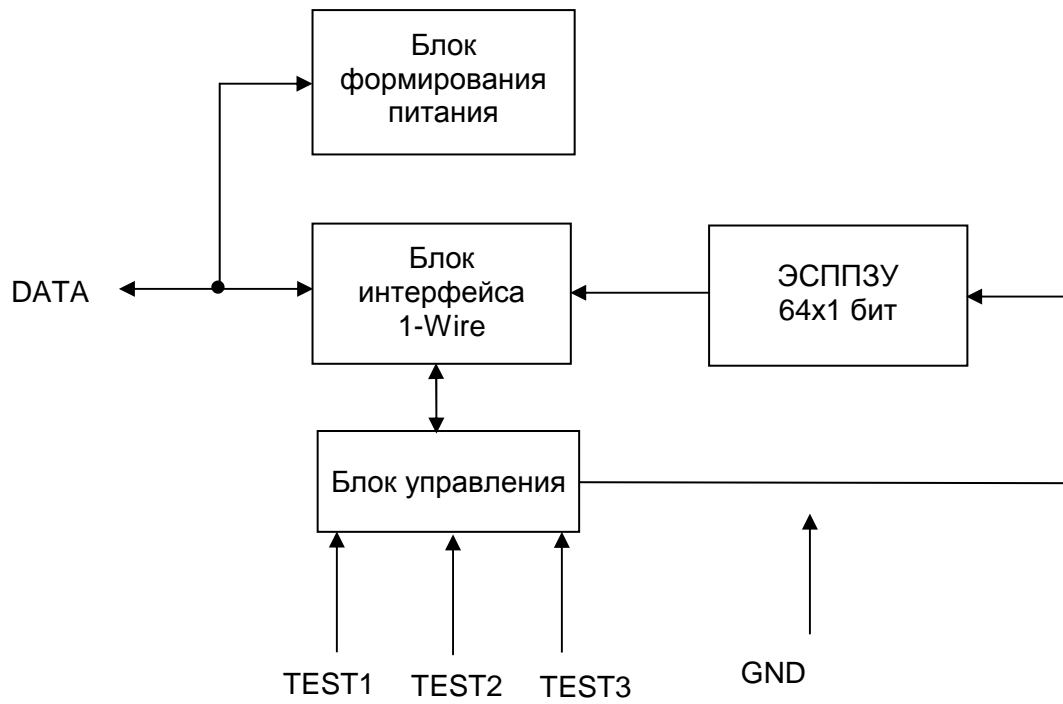 Блок
формирования
питания
DATA
Блок
интерфейса
1-Wire
ЭСППЗУ
64x1 бит
Блок управления
TEST1
TEST2
TEST3
GND